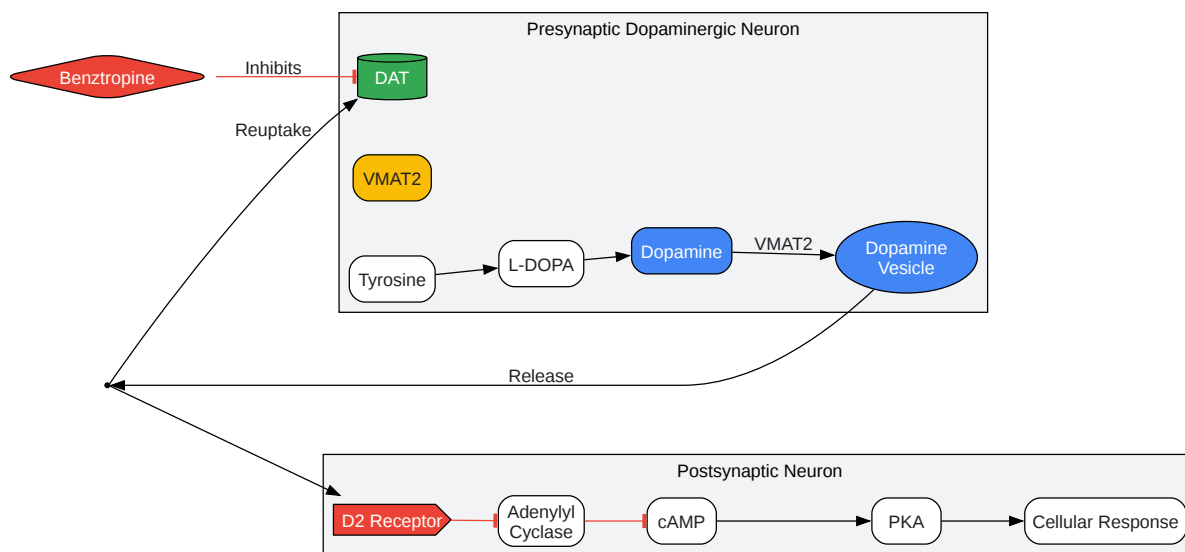 Presynaptic Dopaminergic Neuron
Benztropine
Inhibits
DAT
Reuptake
VMAT2
Tyrosine
L-DOPA
Dopamine
VMAT2
Dopamine
Vesicle
Release
Postsynaptic Neuron
D2 Receptor
Adenylyl
Cyclase
cAMP
PKA
Cellular Response